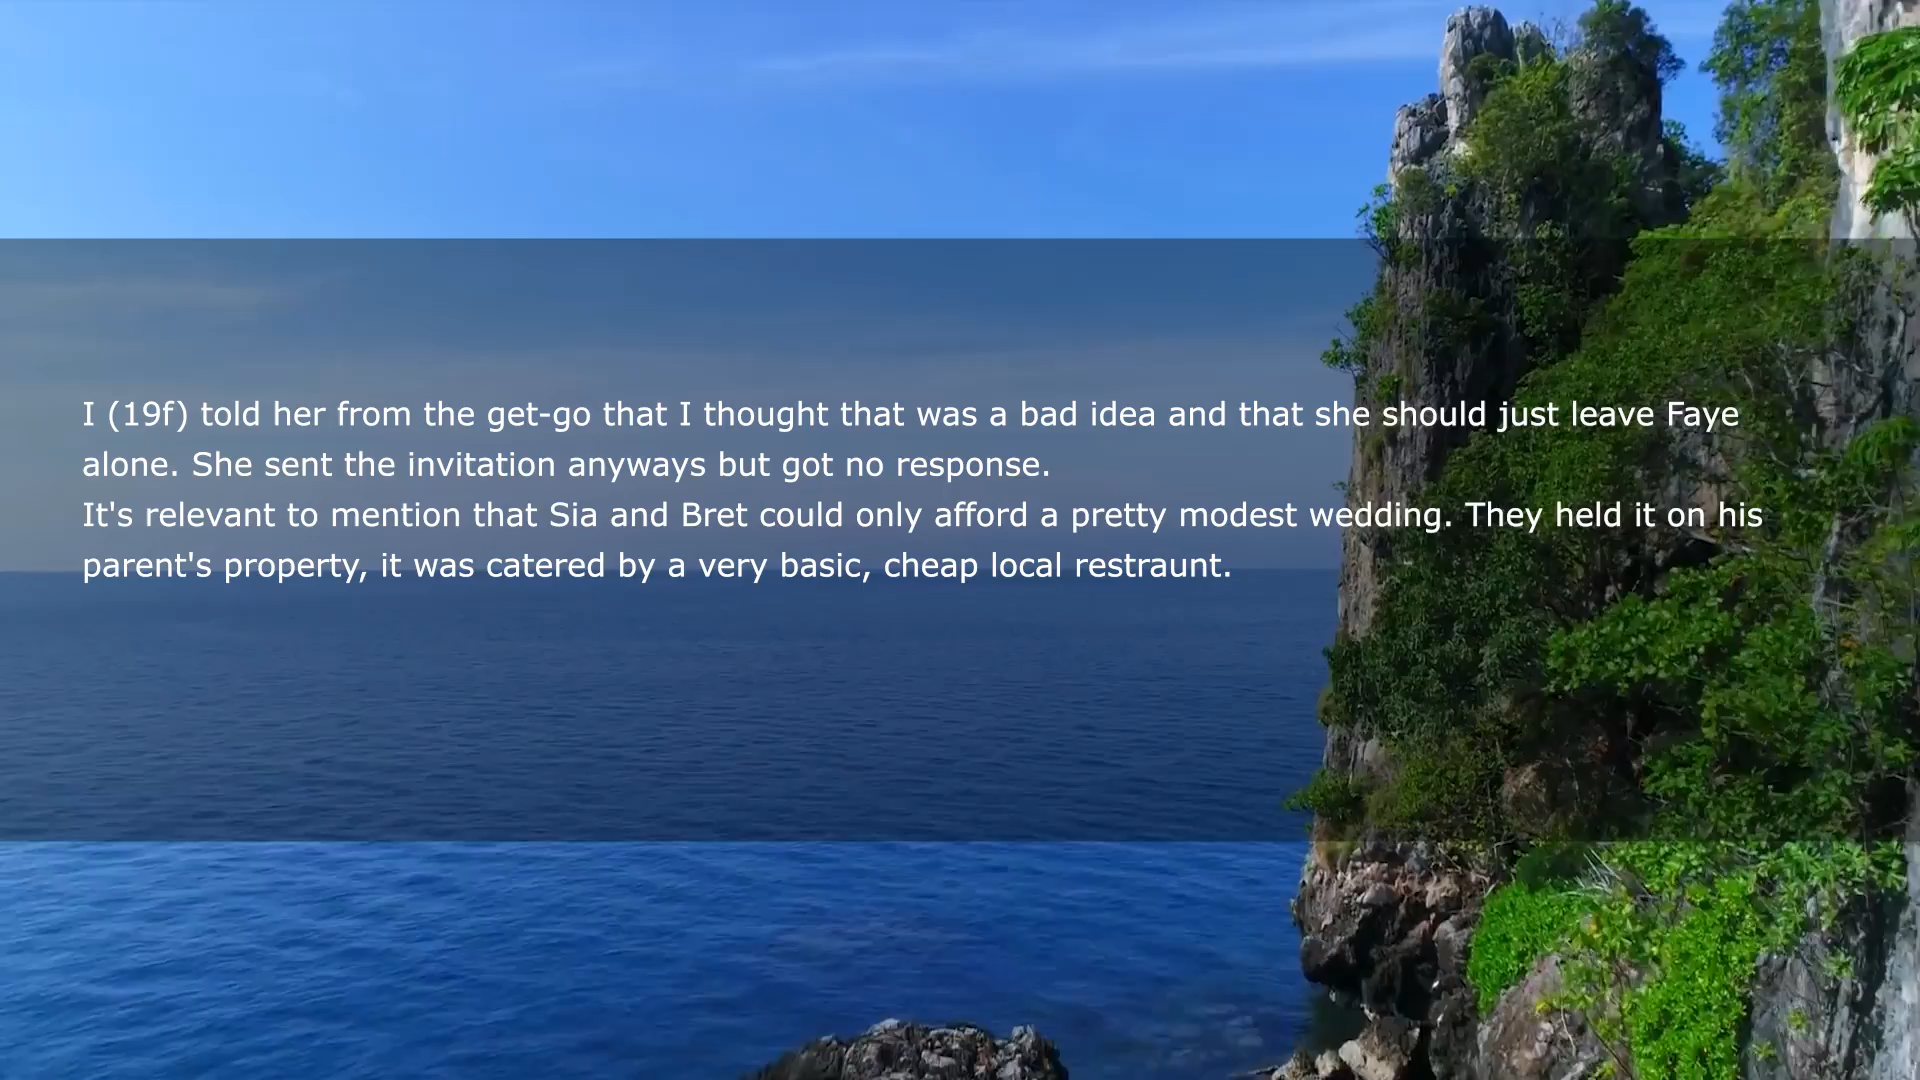 I (19f) told her from the get-go that I thought that was a bad idea and that she should just leave Faye
alone. She sent the invitation anyways but got no response.
It's relevant to mention that Sia and Bret could only afford a pretty modest wedding. They held it on his
parent's property, it was catered by a very basic, cheap local restraunt.